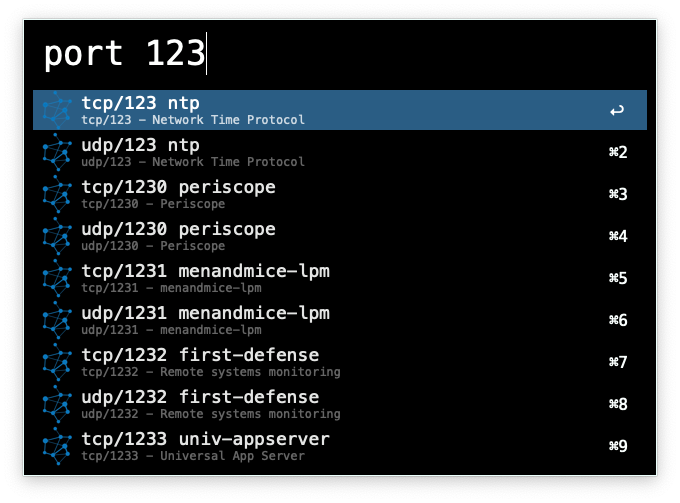 port 123
tcp/123 ntp ↩
tcp/123 – Network Time Protocol
udp/123 ntp ⌘2
udp/123 – Network Time Protocol
tcp/1230 periscope ⌘3
tcp/1230 – Periscope
udp/1230 periscope ⌘4
udp/1230 – Periscope
tcp/1231 menandmice-lpm ⌘5
tcp/1231 – menandmice-lpm
udp/1231 menandmice-lpm ⌘6
udp/1231 – menandmice-lpm
tcp/1232 first-defense ⌘7
tcp/1232 – Remote systems monitoring
udp/1232 first-defense ⌘8
udp/1232 – Remote systems monitoring
tcp/1233 univ-appserver ⌘9
tcp/1233 – Universal App Server